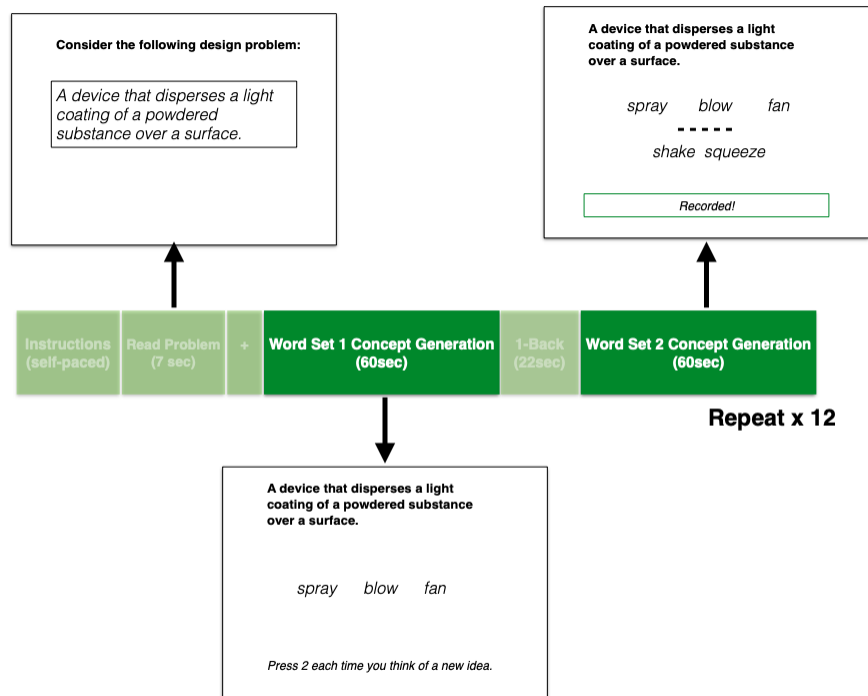 Consider the following design problem:
A device that disperses a light
coating of a powdered
substance over a surface.
A device that disperses a light
coating of a powdered substance
over a surface.
spray blow fan
shake squeeze
Recorded!
Instructions
(self-paced)
Read Problem
(7 sec)
+
Word Set 1 Concept Generation
(60sec)
1-Back
(22sec)
Word Set 2 Concept Generation
(60sec)
Repeat x 12
A device that disperses a light
coating of a powdered substance
over a surface.
spray blow fan
Press 2 each time you think of a new idea.